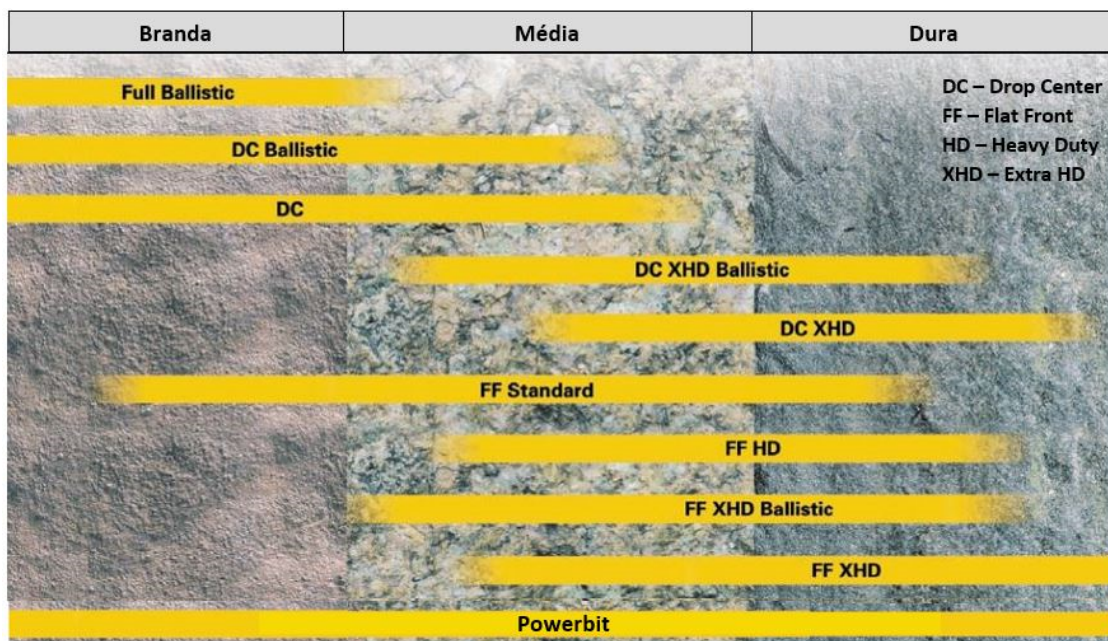 Branda Média Dura
Full Ballistic
DC Ballistic
DC
DC XHD Ballistic
DC XHD
FF Standard
FF HD
FF XHD Ballistic
FF XHD
Powerbit
DC – Drop Center
FF – Flat Front
HD – Heavy Duty
XHD – Extra HD